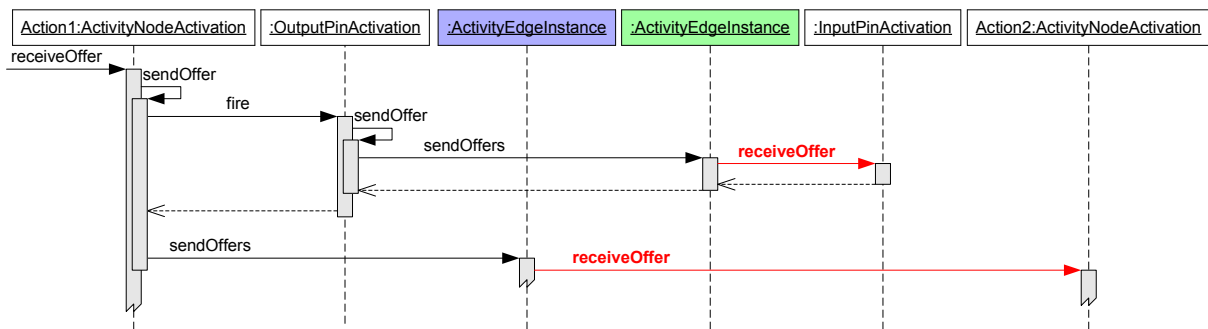 Action1:ActivityNodeActivation
:OutputPinActivation
:ActivityEdgeInstance
:ActivityEdgeInstance
:InputPinActivation
Action2:ActivityNodeActivation
receiveOffer
sendOffer
fire
sendOffer
sendOffers
receiveOffer
sendOffers
receiveOffer